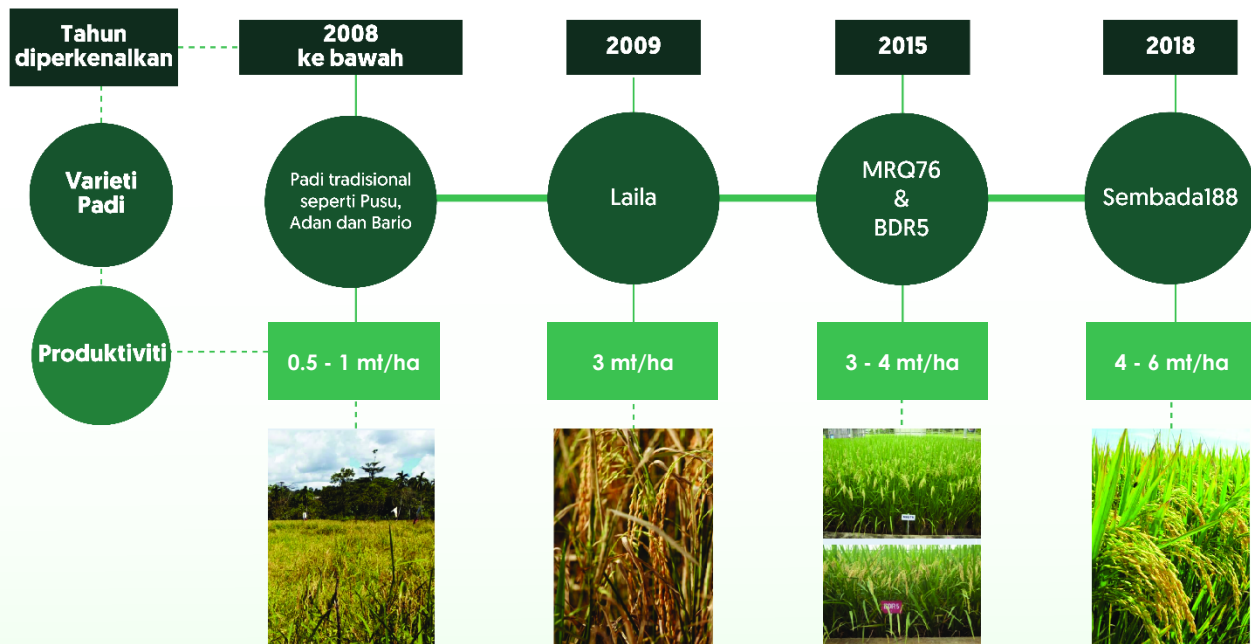 Tahun
diperkenalkan
2008
ke bawah
2009
2015
2018
Varieti
Padi
Padi tradisional
seperti Pusu,
Adan dan Bario
Laila
MRQ76
&
BDR5
Sembada188
Produktiviti
0.5 - 1 mt/ha
3 mt/ha
3 - 4 mt/ha
4 - 6 mt/ha
BDR5